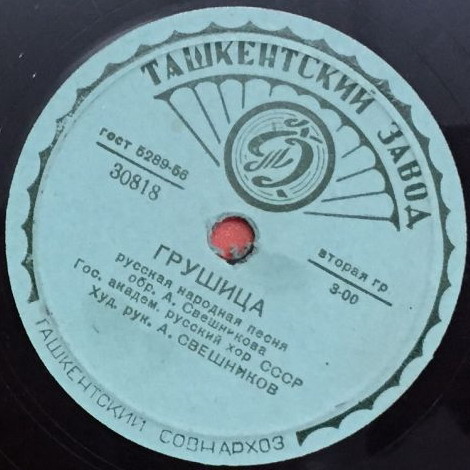 ТАШКЕНТСКИЙ ЗАВОД
ГОСТ 5289-56
30818
вторая гр
3-00
ГРУШИЦА
русская народная песня
обр. А. Свешникова
Гос. академ. русский хор СССР
Худ. рук. А. СВЕШНИКОВ
ТАШКЕНТСКИЙ СОВНАРХОЗ